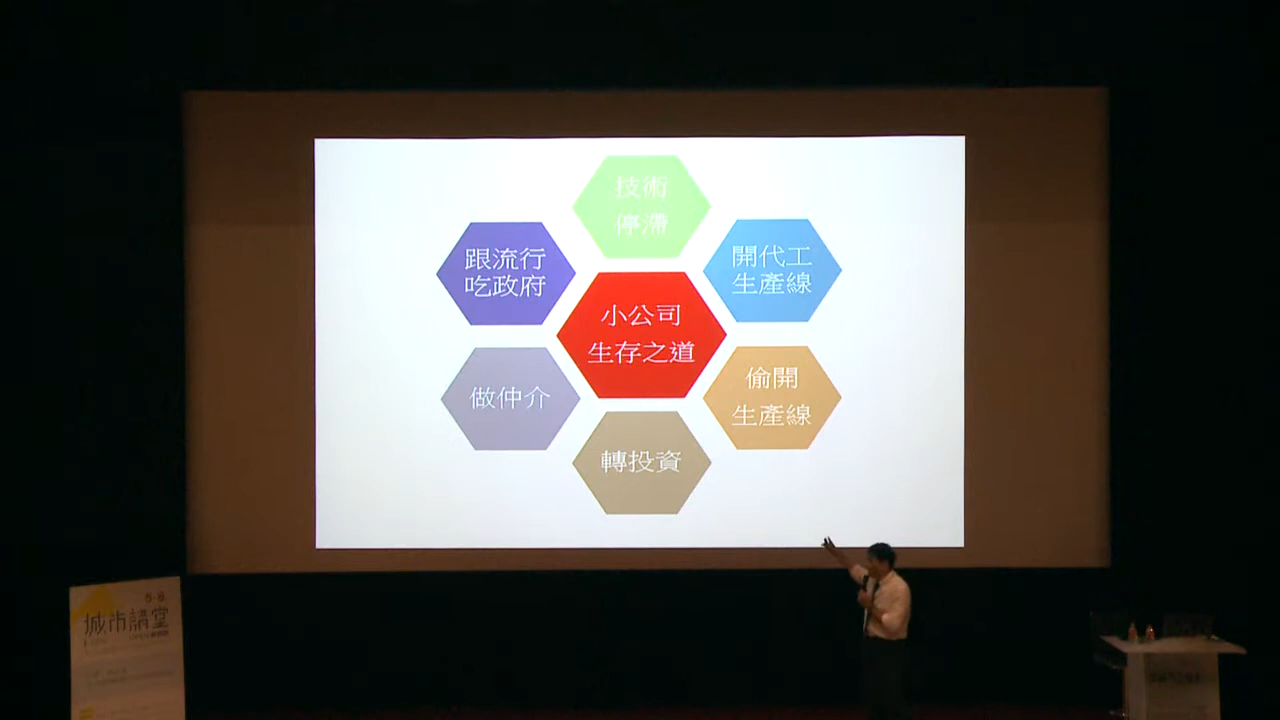 技術
停滯
跟流行
吃政府
開代工
生產線
小公司
生存之道
做仲介
偷開
生產線
轉投資
城市講堂